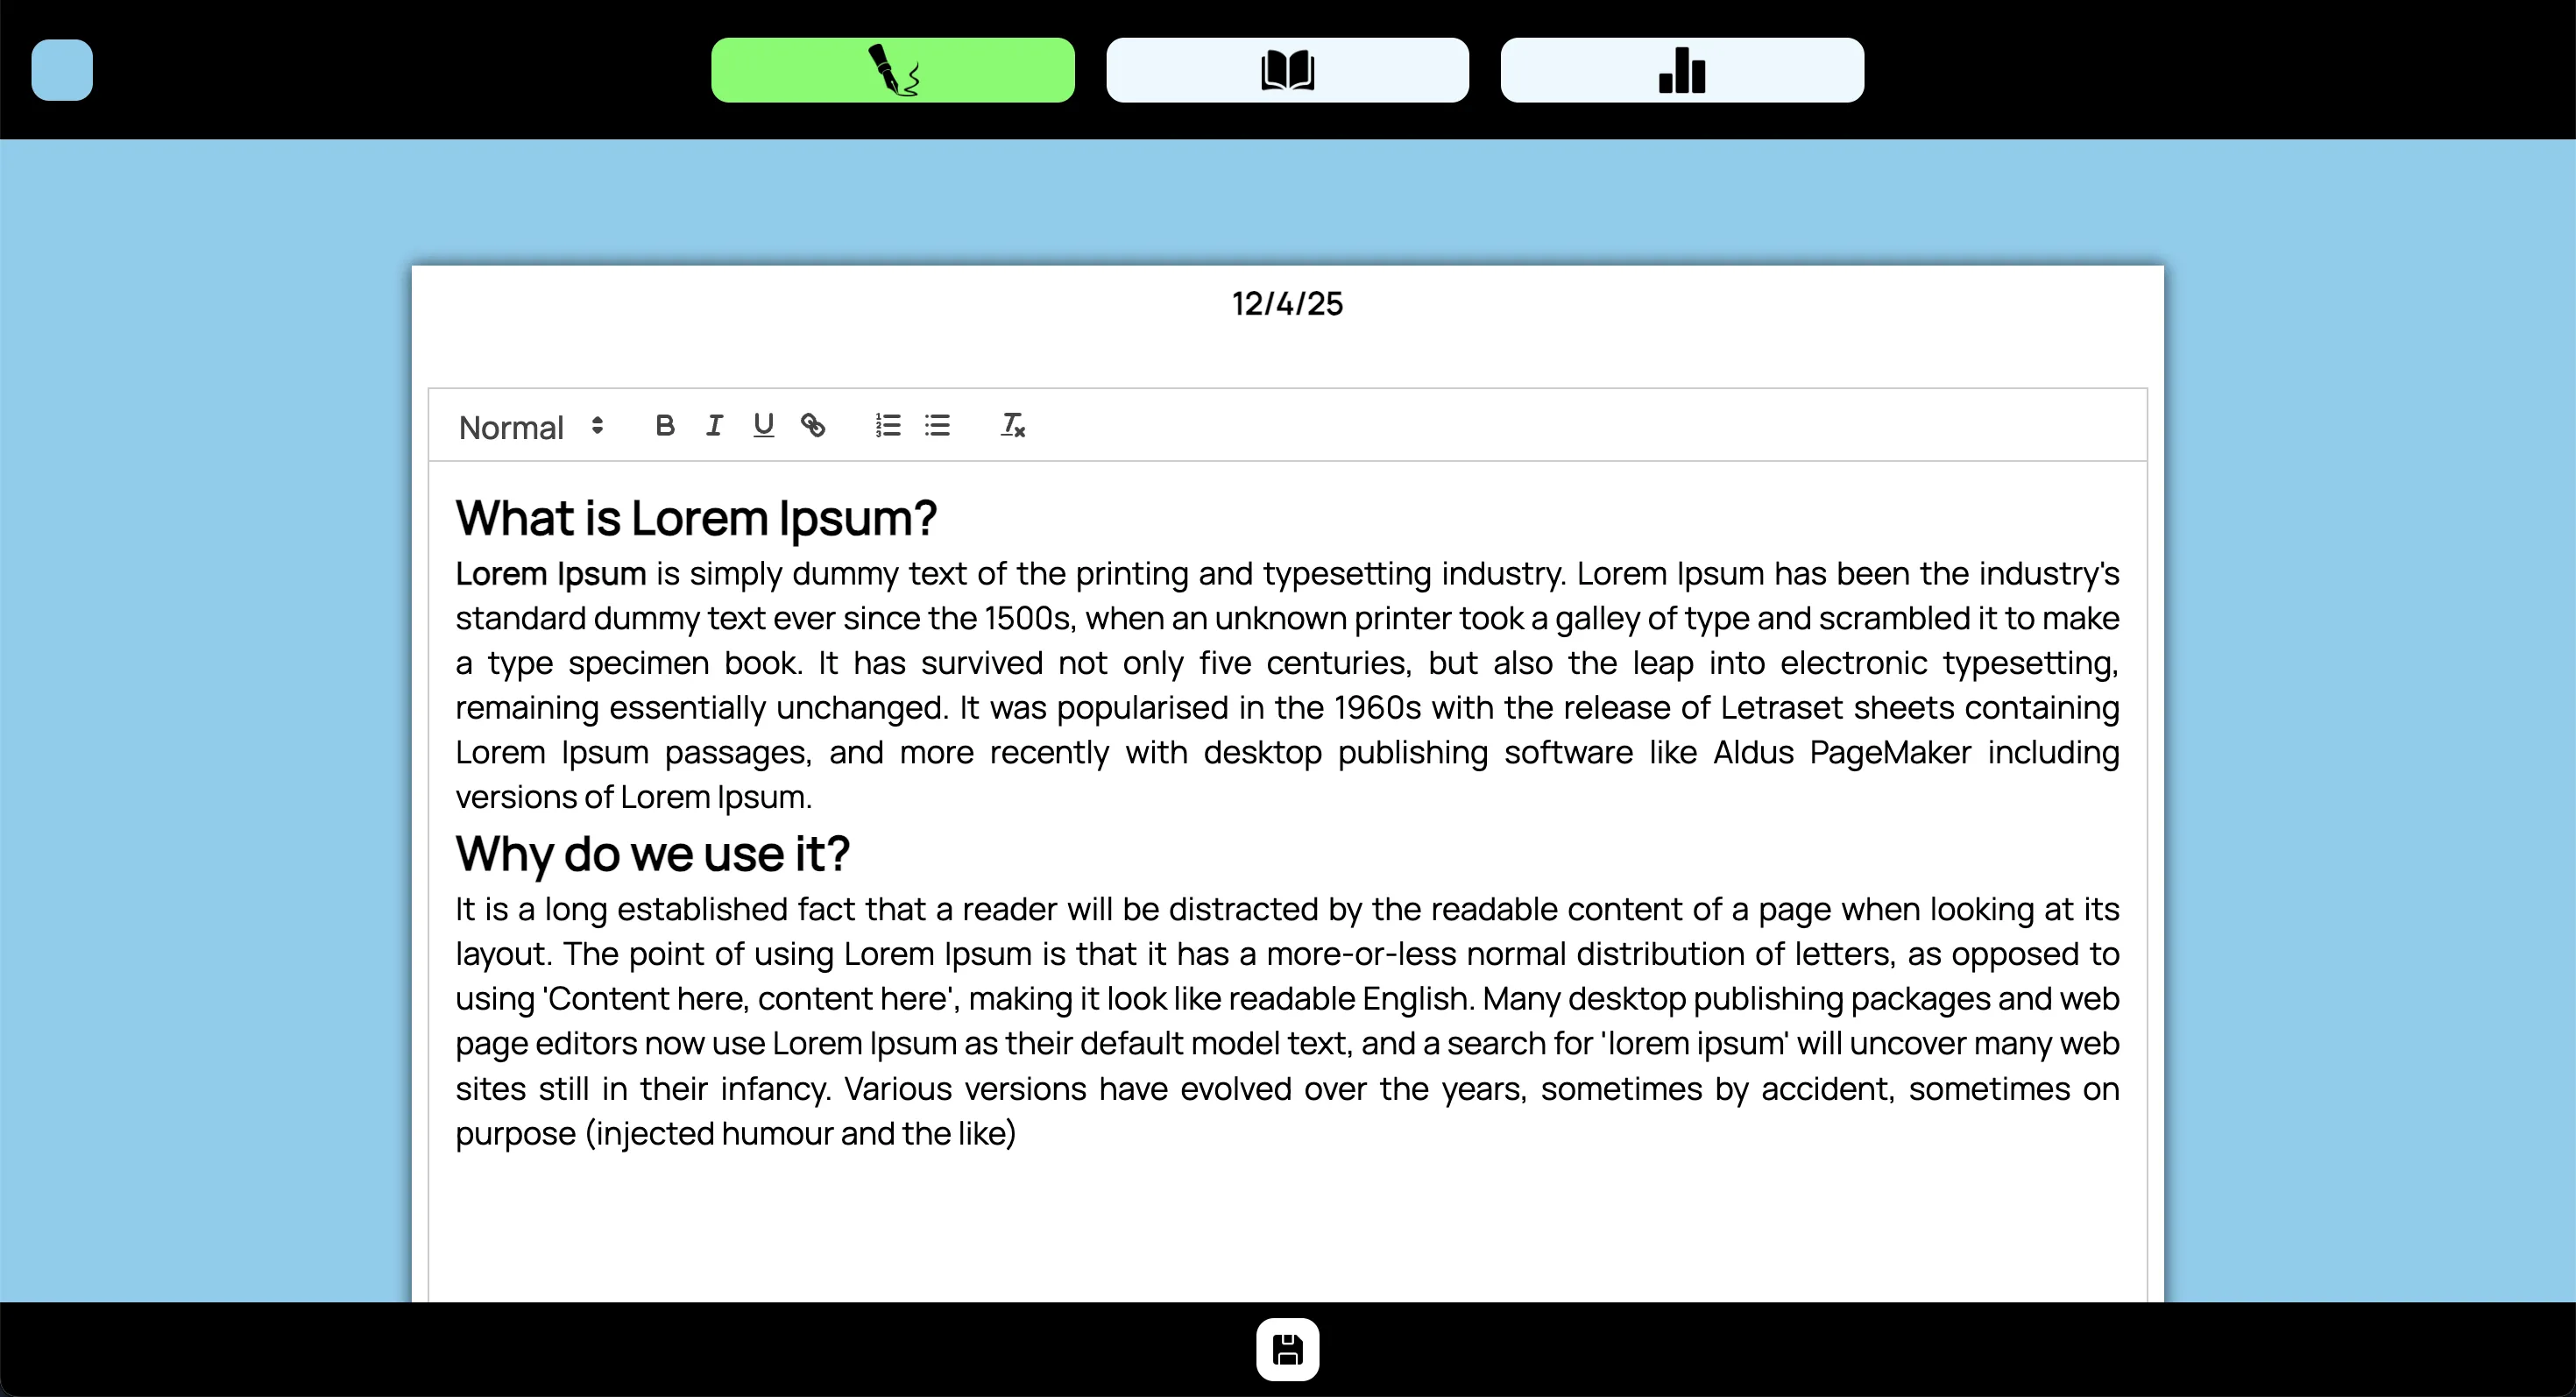 12/4/25
Normal
What is Lorem Ipsum?
Lorem Ipsum is simply dummy text of the printing and typesetting industry. Lorem Ipsum has been the industry's
standard dummy text ever since the 1500s, when an unknown printer took a galley of type and scrambled it to make
a type specimen book. It has survived not only five centuries, but also the leap into electronic typesetting,
remaining essentially unchanged. It was popularised in the 1960s with the release of Letraset sheets containing
Lorem Ipsum passages, and more recently with desktop publishing software like Aldus PageMaker including
versions of Lorem Ipsum.
Why do we use it?
It is a long established fact that a reader will be distracted by the readable content of a page when looking at its
layout. The point of using Lorem Ipsum is that it has a more-or-less normal distribution of letters, as opposed to
using 'Content here, content here', making it look like readable English. Many desktop publishing packages and web
page editors now use Lorem Ipsum as their default model text, and a search for 'lorem ipsum' will uncover many web
sites still in their infancy. Various versions have evolved over the years, sometimes by accident, sometimes on
purpose (injected humour and the like)